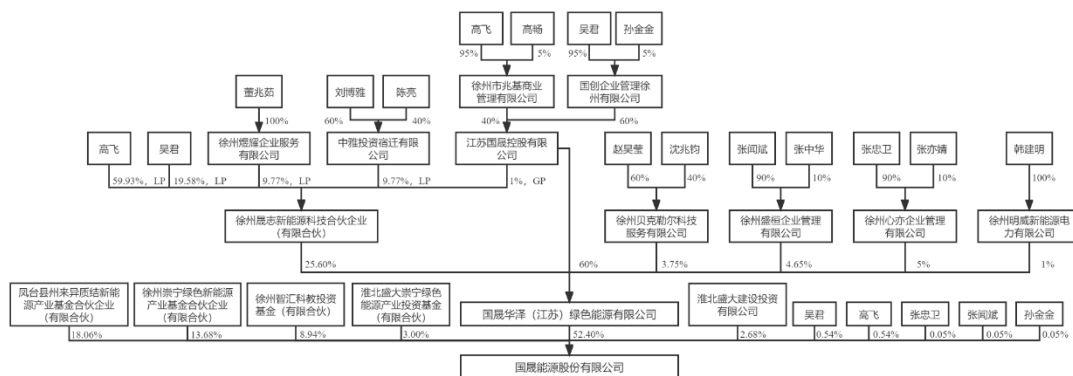 高飞
高畅
吴君
孙金金
95%
5%
95%
5%
董兆茹
刘博雅
陈亮
徐州市兆基商业
管理有限公司
国创企业管理徐
州有限公司
100%
60%
40%
40%
60%
高飞
吴君
徐州煜耀企业服务
有限公司
中雅投资宿迁有
限公司
江苏国晟控股有限公
司
赵昊莹
沈兆钧
张闻斌
张中华
张忠卫
张亦婧
韩建明
59.93%，LP
19.58%，LP
9.77%，LP
9.77%，LP
1%，GP
60%
40%
90%
10%
90%
10%
100%
徐州晟志新能源科技合伙企业
（有限合伙）
徐州贝克勒尔科技
服务有限公司
徐州盛桓企业管理
有限公司
徐州心亦企业管理
有限公司
徐州明威新能源电
力有限公司
25.60%
60%
3.75%
4.65%
5%
1%
凤台县州来异质结新能
源产业基金合伙企业
（有限合伙）
徐州崇宁绿色新能源
产业基金合伙企业
（有限合伙）
徐州智汇科教投资
基金（有限合伙）
淮北盛大崇宁绿色
能源产业投资基金
（有限合伙）
国晟华泽（江苏）绿色能源有限公司
淮北盛大建设投资
有限公司
吴君
高飞
张忠卫
张闻斌
孙金金
18.06%
13.68%
8.94%
3.00%
52.40%
2.68%
0.54%
0.54%
0.05%
0.05%
0.05%
国晟能源股份有限公司